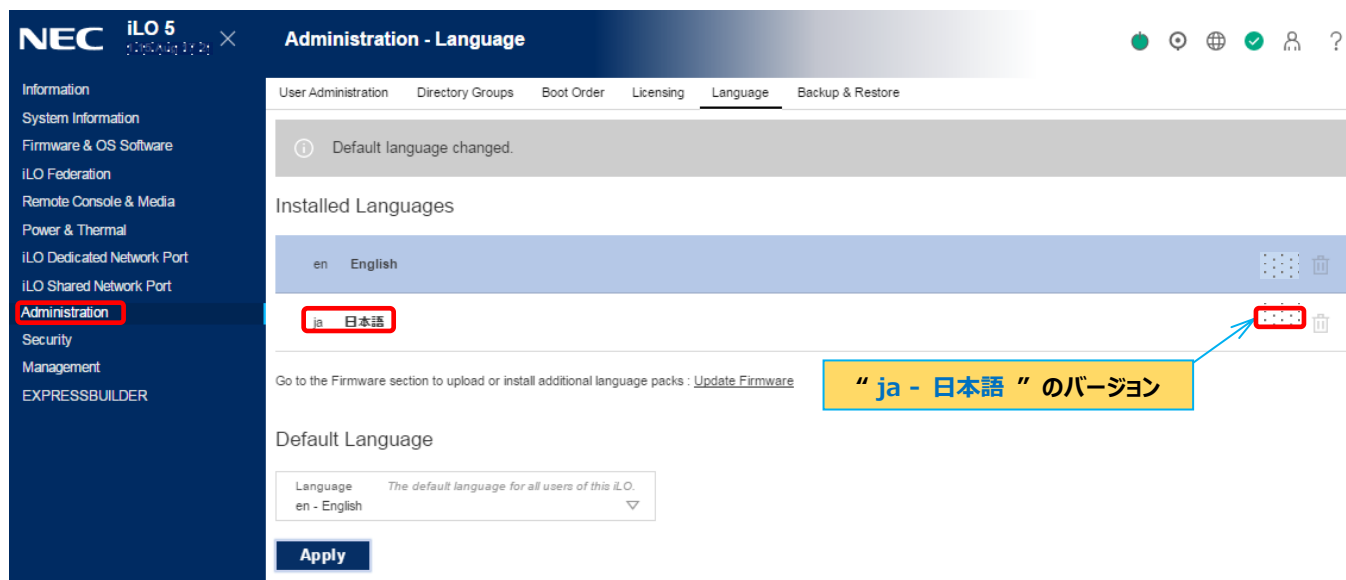 NEC iLO 5
Administration - Language
Information
System Information
Firmware & OS Software
iLO Federation
Remote Console & Media
Power & Thermal
iLO Dedicated Network Port
iLO Shared Network Port
Administration
Security
Management
EXPRESSBUILDER
User Administration Directory Groups Boot Order Licensing Language Backup & Restore
Default language changed.
Installed Languages
en English
ja 日本語
“ ja - 日本語 ” のバージョン
Go to the Firmware section to upload or install additional language packs : Update Firmware
Default Language
Language The default language for all users of this iLO.
en - English
Apply